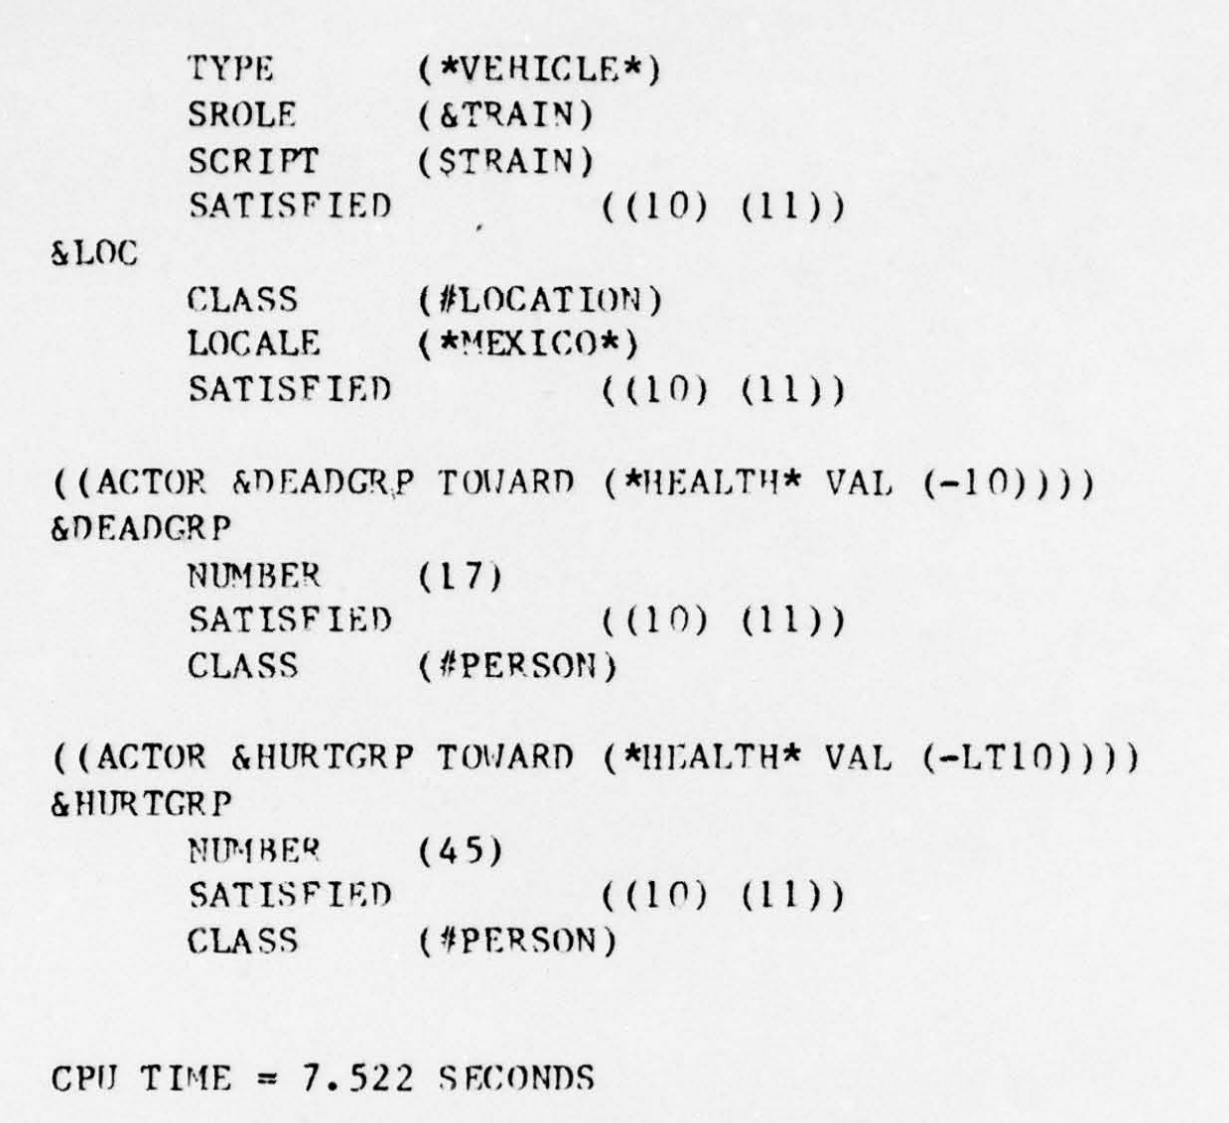 TYPE (*VEHICLE*)
SROLE (&TRAIN)
SCRIPT ($TRAIN)
SATISFIED ((10) (11))
&LOC
CLASS (#LOCATION)
LOCALE (*MEXICO*)
SATISFIED ((10) (11))
((ACTOR &DEADGRP TOWARD (*HEALTH* VAL (-10))))
&DEADGRP
NUMBER (17)
SATISFIED ((10) (11))
CLASS (#PERSON)
((ACTOR &HURTGRP TOWARD (*HEALTH* VAL (-LT10))))
&HURTGRP
NUMBER (45)
SATISFIED ((10) (11))
CLASS (#PERSON)
CPU TIME = 7.522 SECONDS